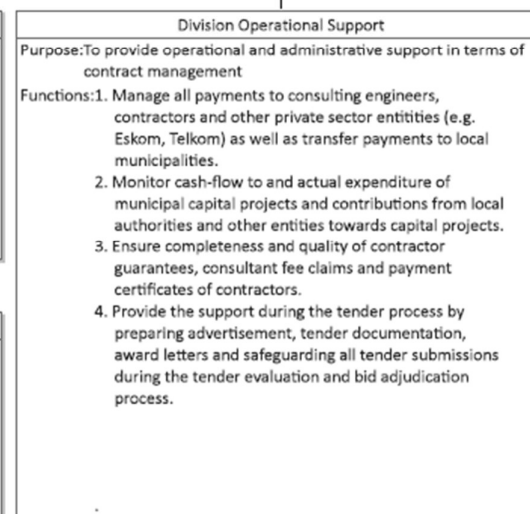 Division Operational Support
Purpose:To provide operational and administrative support in terms of
contract management
Functions:1. Manage all payments to consulting engineers,
contractors and other private sector entitities (e.g.
Eskom, Telkom) as well as transfer payments to local
municipalities.
2. Monitor cash-flow to and actual expenditure of
municipal capital projects and contributions from local
authorities and other entities towards capital projects.
3. Ensure completeness and quality of contractor
guarantees, consultant fee claims and payment
certificates of contractors.
4. Provide the support during the tender process by
preparing advertisement, tender documentation,
award letters and safeguarding all tender submissions
during the tender evaluation and bid adjudication
process.